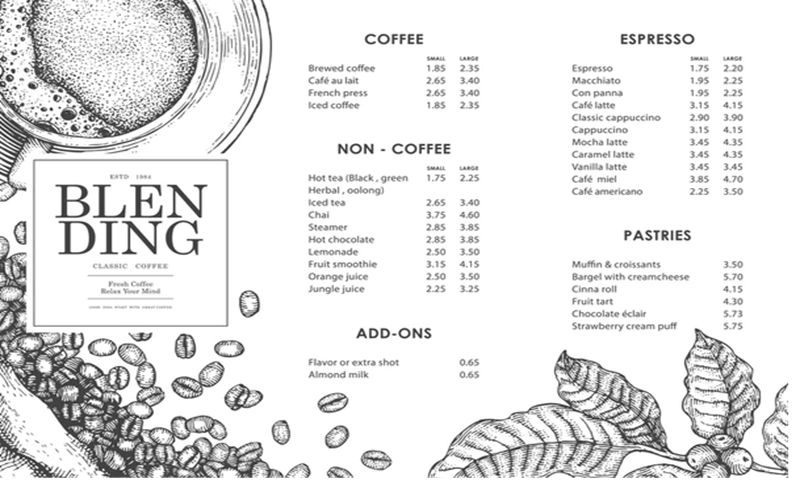 ESTD 1984
BLEN
DING
CLASSIC COFFEE
Fresh Coffee
Relax Your Mind
COFFEE
SMALL LARGE
Brewed coffee 1.85 2.35
Café au lait 2.65 3.40
French press 2.65 3.40
Iced coffee 1.85 2.35
NON - COFFEE
SMALL LARGE
Hot tea (Black , green 1.75 2.25
Herbal , oolong)
Iced tea 2.65 3.40
Chai 3.75 4.60
Steamer 2.85 3.85
Hot chocolate 2.85 3.85
Lemonade 2.50 3.50
Fruit smoothie 3.15 4.15
Orange juice 2.50 3.50
Jungle juice 2.25 3.25
ADD-ONS
Flavor or extra shot 0.65
Almond milk 0.65
ESPRESSO
SMALL LARGE
Espresso 1.75 2.20
Macchiato 1.95 2.25
Con panna 1.95 2.25
Café latte 3.15 4.15
Classic cappuccino 2.90 3.90
Cappuccino 3.15 4.15
Mocha latte 3.45 4.35
Caramel latte 3.45 4.35
Vanilla latte 3.45 3.45
Café miel 3.85 4.70
Café americano 2.25 3.50
PASTRIES
Muffin & croissants 3.50
Bargel with creamcheese 5.70
Cinna roll 4.15
Fruit tart 4.30
Chocolate éclair 5.73
Strawberry cream puff 5.75